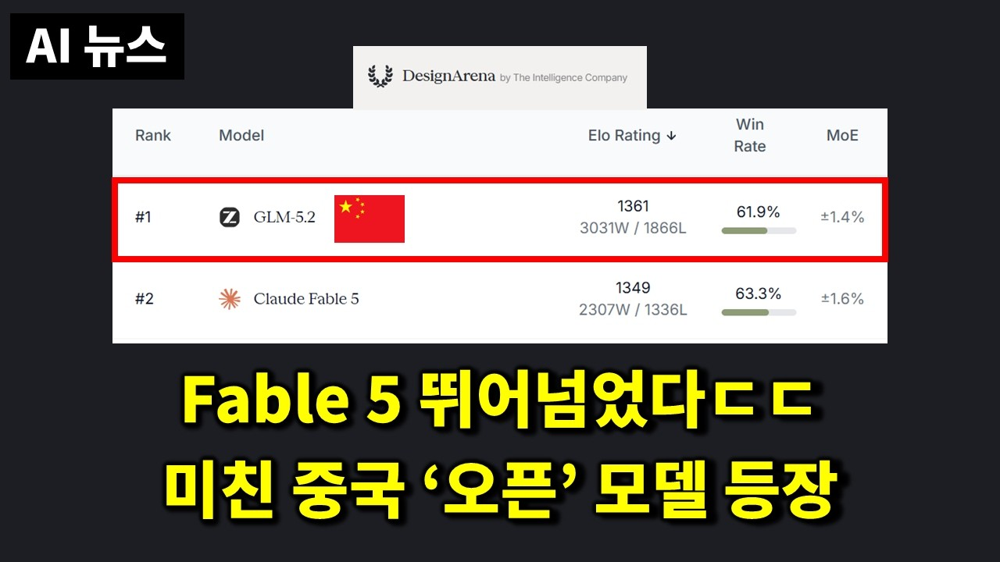 AI 뉴스
DesignArena by The Intelligence Company
Rank Model Elo Rating ↓ Win Rate MoE
#1 GLM-5.2 1361 61.9% ±1.4%
3031W / 1866L
#2 Claude Fable 5 1349 63.3% ±1.6%
2307W / 1336L
Fable 5 뛰어넘었다ㄷㄷ
미친 중국 ‘오픈’ 모델 등장